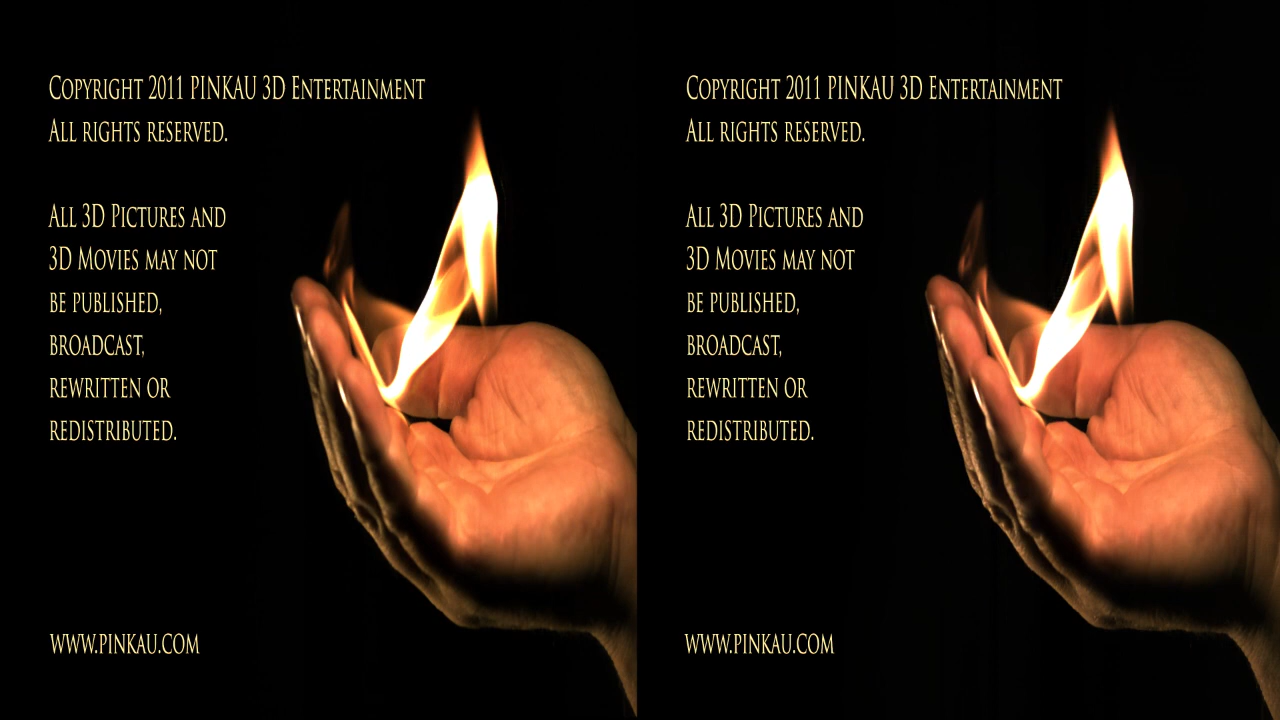 Copyright 2011 PINKAU 3D Entertainment
All rights reserved.
All 3D Pictures and
3D Movies may not
be published,
broadcast,
rewritten or
redistributed.
www.pinkau.com
Copyright 2011 PINKAU 3D Entertainment
All rights reserved.
All 3D Pictures and
3D Movies may not
be published,
broadcast,
rewritten or
redistributed.
www.pinkau.com